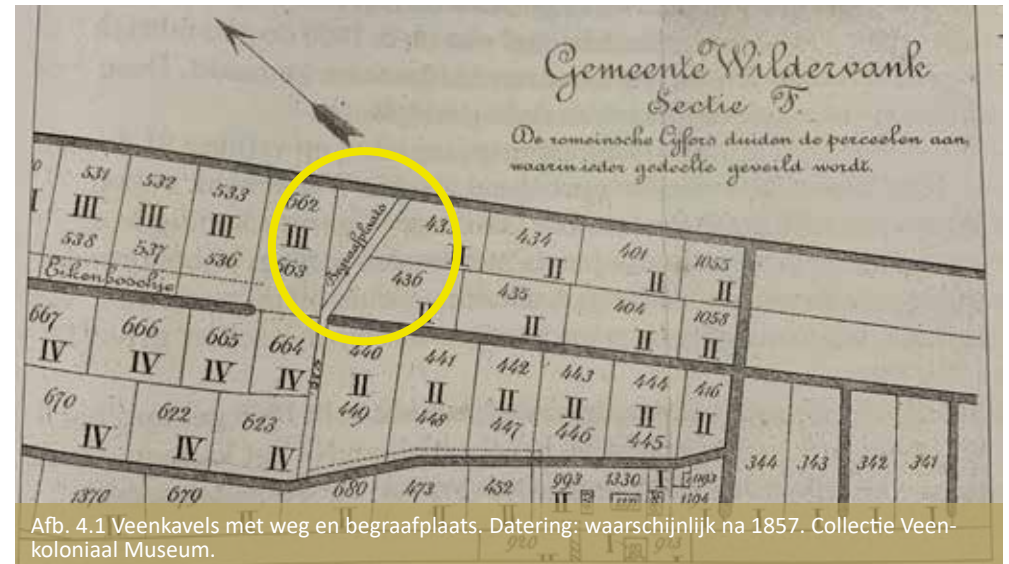 Gemeente Wildervank
Sectie F.
De romeinsche Cijfers duiden de perceelen aan,
waarin ieder gedeelte geveild wordt.
531 532 533 662
III III III III
538 537 536 563
Eikenboschje
Begraafplaats
434 401 1055
II II II II
436 435 404 1058
II II II II
667 666 665 664
IV IV IV IV
440 441 442 443 444 416
II II II II II II
449 448 447 446 445
670 622 623
IV IV IV
344 343 342 341
1370 679 680 473 452 993 1330 I
II
Afb. 4.1 Veenkavels met weg en begraafplaats. Datering: waarschijnlijk na 1857. Collectie Veen-
koloniaal Museum.